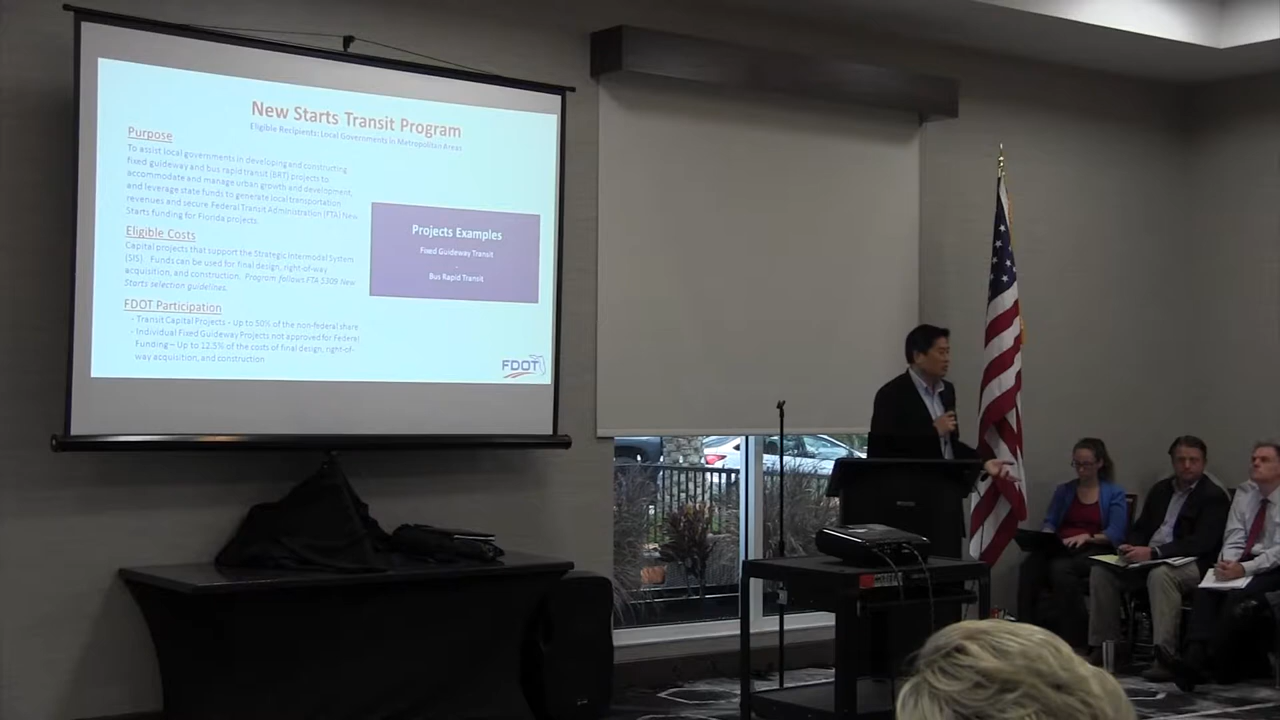 New Starts Transit Program
Eligible Recipients: Local Governments in Metropolitan Areas
Purpose
To assist local governments in developing and constructing
fixed guideway and bus rapid transit (BRT) projects to
accommodate and manage urban growth and development,
and leverage state funds to generate local transportation
revenues and secure Federal Transit Administration (FTA) New
Starts funding for Florida projects.
Eligible Costs
Capital projects that support the Strategic Intermodal System
(SIS). Funds can be used for final design, right-of-way
acquisition, and construction. Program follows FTA 5309 New
Starts selection guidelines.
FDOT Participation
- Transit Capital Projects - Up to 50% of the non-federal share
- Individual Fixed Guideway Projects not approved for Federal
Funding – Up to 12.5% of the costs of final design, right-of-
way acquisition, and construction
Projects Examples
Fixed Guideway Transit
-
Bus Rapid Transit
FDOT